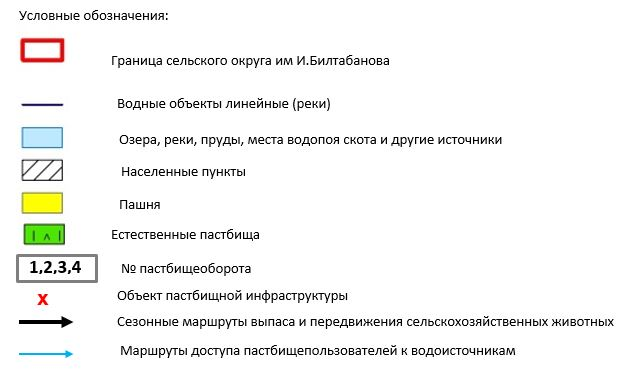 Условные обозначения:
Граница сельского округа им И.Билтабанова
Водные объекты линейные (реки)
Озера, реки, пруды, места водопоя скота и другие источники
Населенные пункты
Пашня
Естественные пастбища
1,2,3,4 № пастбищеоборота
x Объект пастбищной инфраструктуры
Сезонные маршруты выпаса и передвижения сельскохозяйственных животных
Маршруты доступа пастбищепользователей к водоисточникам